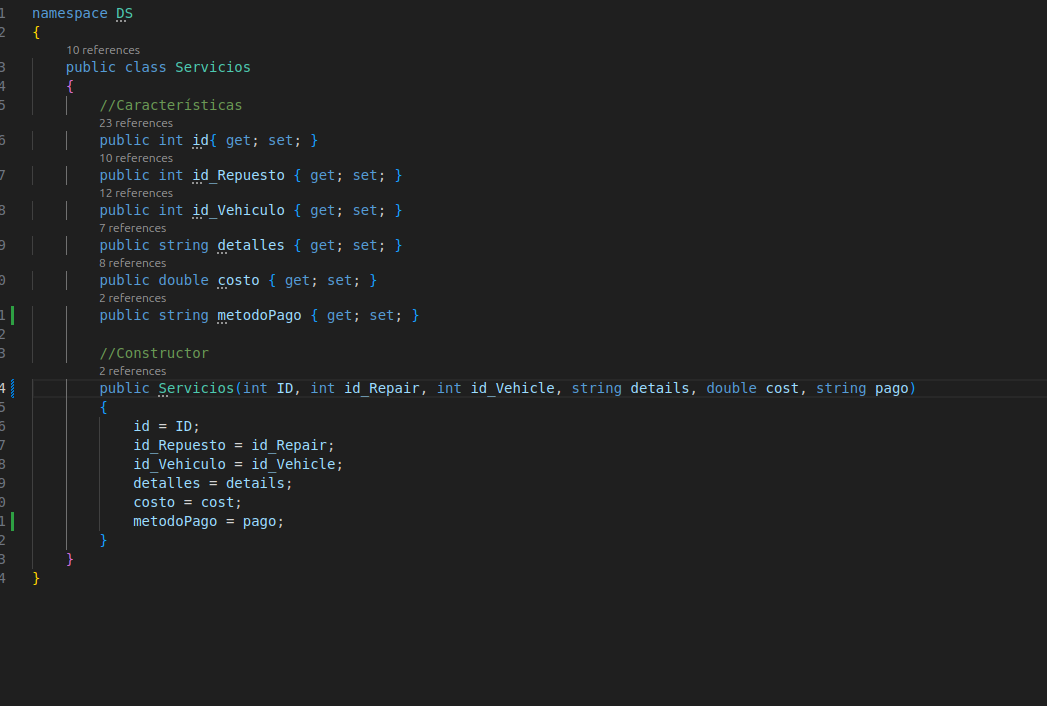 1 namespace DS
2 {
10 references
3 public class Servicios
4 {
5 //Características
23 references
6 public int id{ get; set; }
10 references
7 public int id_Repuesto { get; set; }
12 references
8 public int id_Vehiculo { get; set; }
7 references
9 public string detalles { get; set; }
8 references
0 public double costo { get; set; }
2 references
1 public string metodoPago { get; set; }
2
3 //Constructor
2 references
4 public Servicios(int ID, int id_Repair, int id_Vehicle, string details, double cost, string pago)
5 {
6 id = ID;
7 id_Repuesto = id_Repair;
8 id_Vehiculo = id_Vehicle;
9 detalles = details;
0 costo = cost;
1 metodoPago = pago;
2 }
3 }
4 }